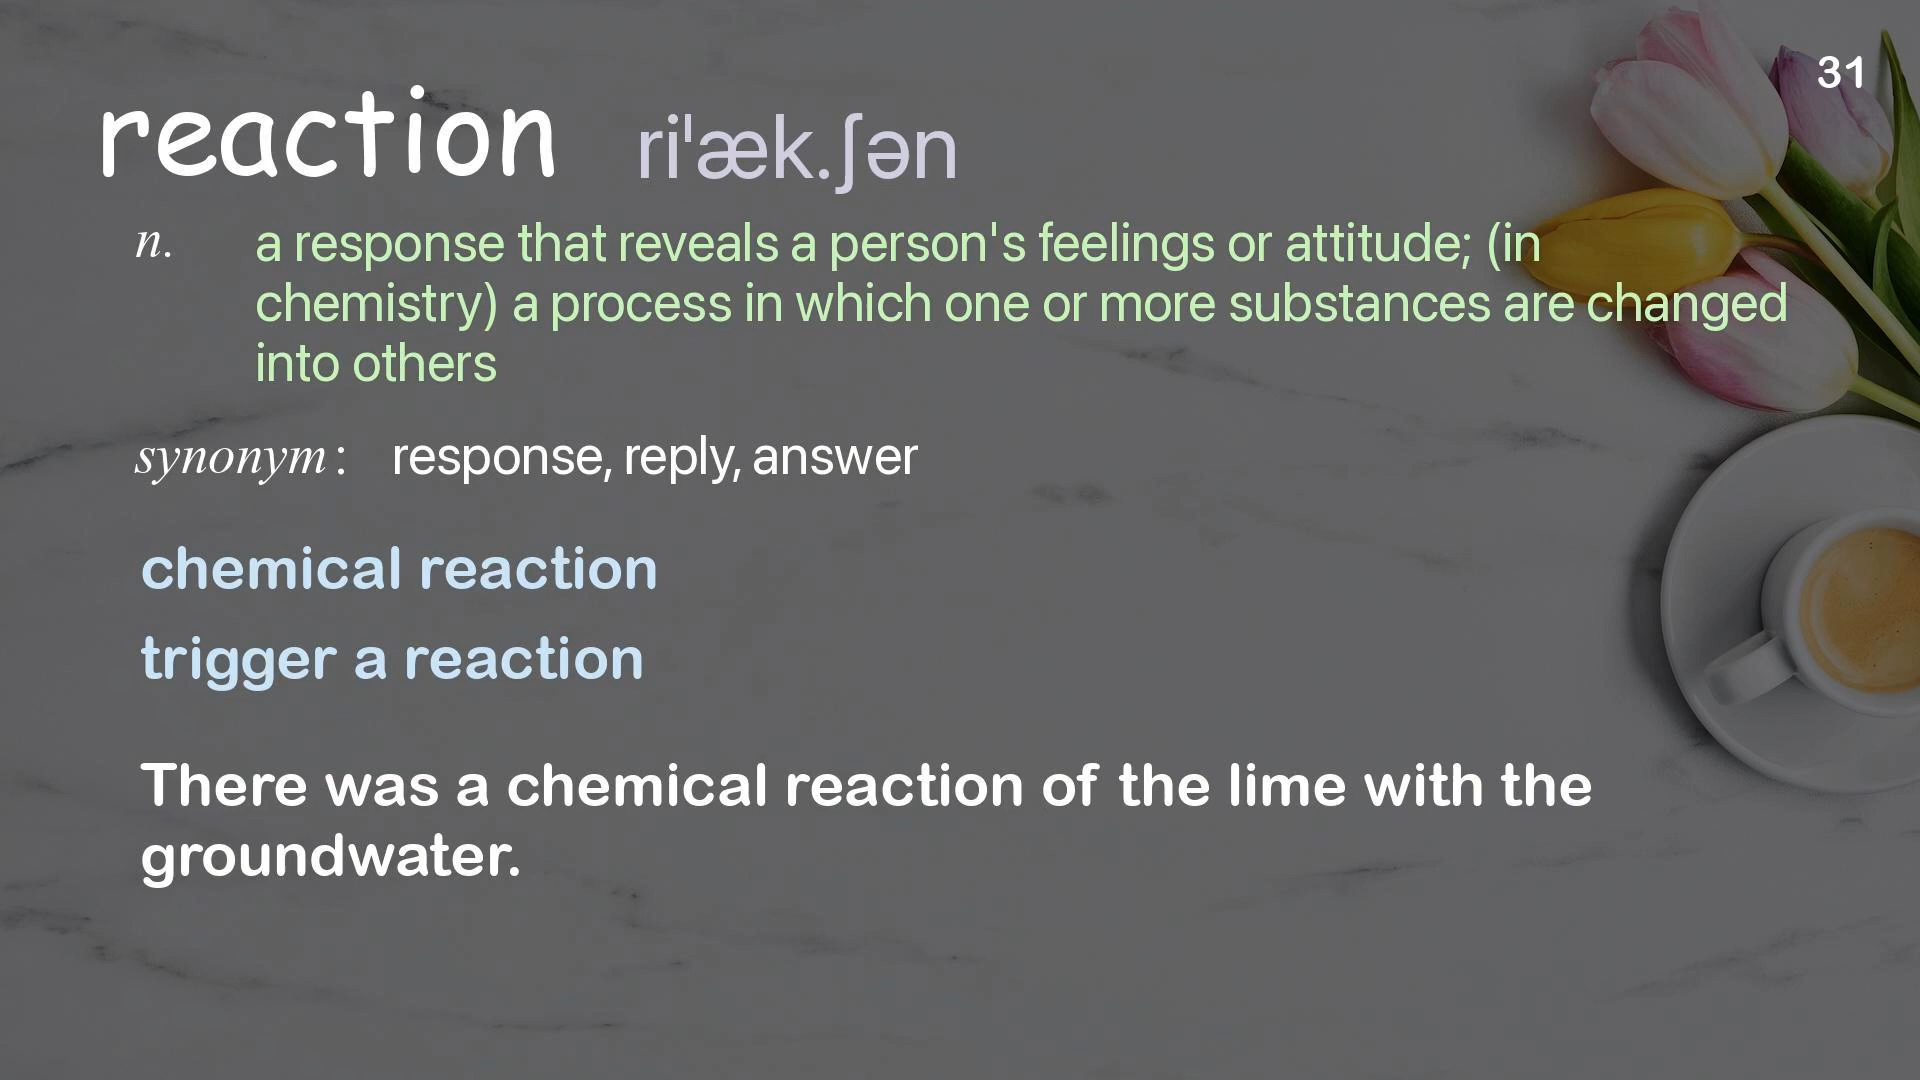 31
reaction riˈæk.ʃən
n. a response that reveals a person's feelings or attitude; (in
chemistry) a process in which one or more substances are changed
into others
synonym: response, reply, answer
chemical reaction
trigger a reaction
There was a chemical reaction of the lime with the
groundwater.